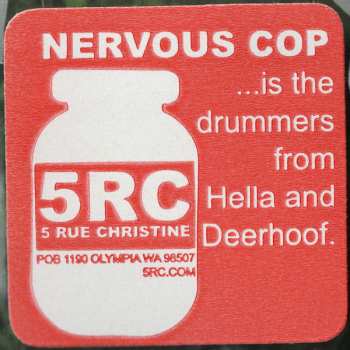 NERVOUS COP
...is the
drummers
from
Hella and
Deerhoof.
5RC
5 RUE CHRISTINE
POB 1190 OLYMPIA WA 98507
5RC.COM